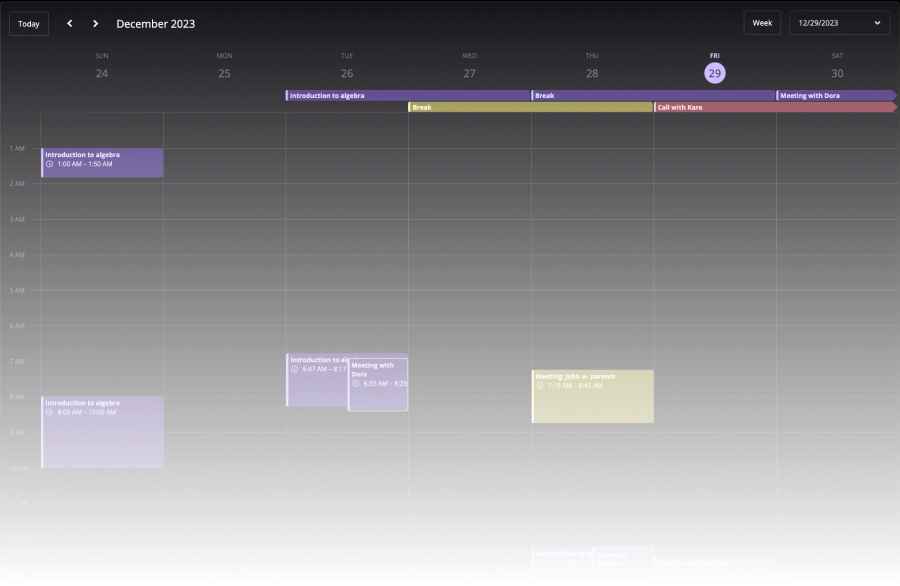 Today
December 2023
Week
12/29/2023
SUN MON TUE WED THU FRI SAT
24 25 26 27 28 29 30
Introduction to algebra
Break
Meeting with Dora
Break
Call with Karo
1 AM
Introduction to algebra
1:00 AM – 1:50 AM
2 AM
3 AM
4 AM
5 AM
6 AM
7 AM
Introduction to alg
6:47 AM – 8:17
Meeting with
Dora
6:55 AM – 8:25
Meeting: John w. parents
7:15 AM – 8:45 AM
8 AM
Introduction to algebra
8:00 AM – 10:00 AM
9 AM
10 AM
11 AM
12 PM